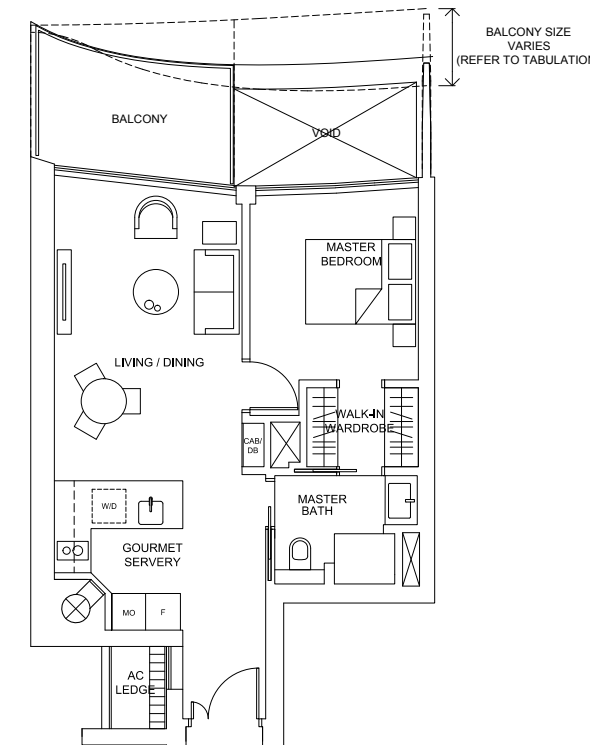 BALCONY SIZE
VARIES
(REFER TO TABULATION
BALCONY
VOID
MASTER
BEDROOM
LIVING / DINING
WALK-IN
WARDROBE
CAB/
DB
MASTER
BATH
W/D
GOURMET
SERVERY
MO
F
AC
LEDGE